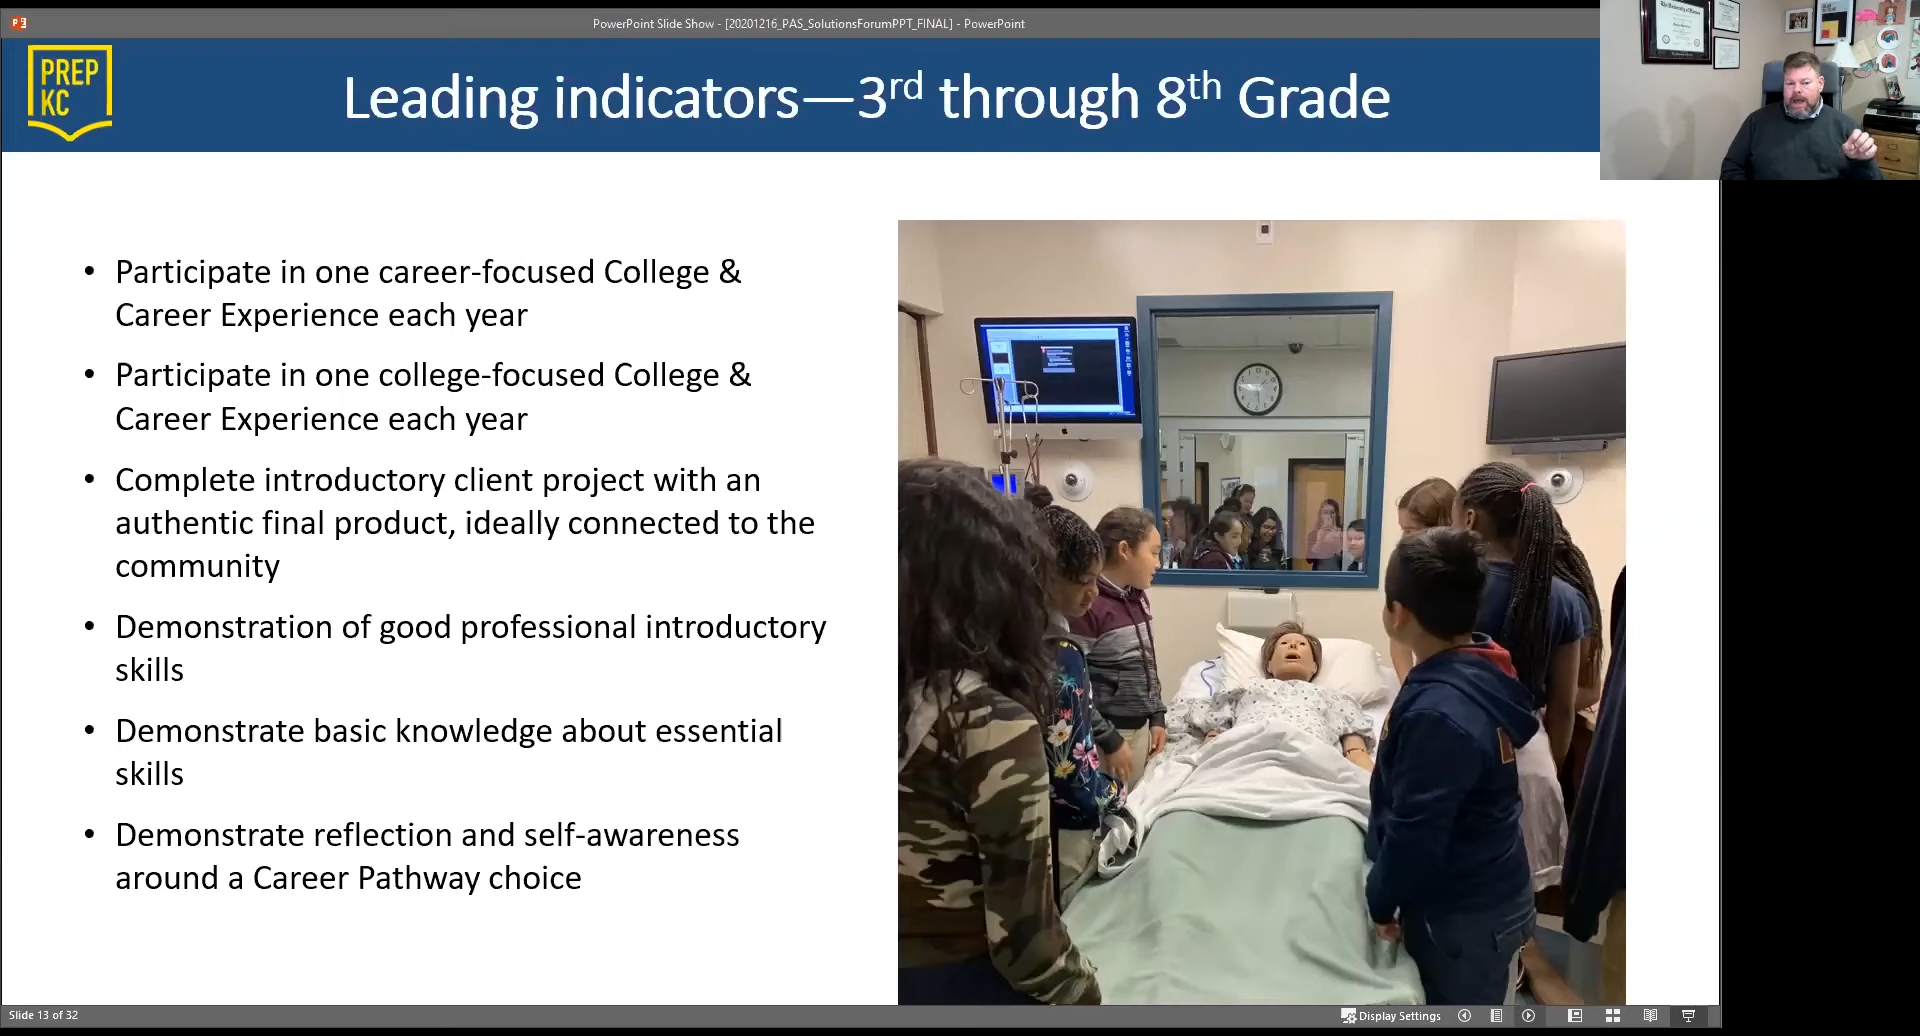 PowerPoint Slide Show - [20201216_PAS_SolutionsForumPPT_FINAL] - PowerPoint
PREP
KC
Leading indicators—3rd through 8th Grade
• Participate in one career-focused College &
Career Experience each year
• Participate in one college-focused College &
Career Experience each year
• Complete introductory client project with an
authentic final product, ideally connected to the
community
• Demonstration of good professional introductory
skills
• Demonstrate basic knowledge about essential
skills
• Demonstrate reflection and self-awareness
around a Career Pathway choice
Slide 13 of 32
Display Settings